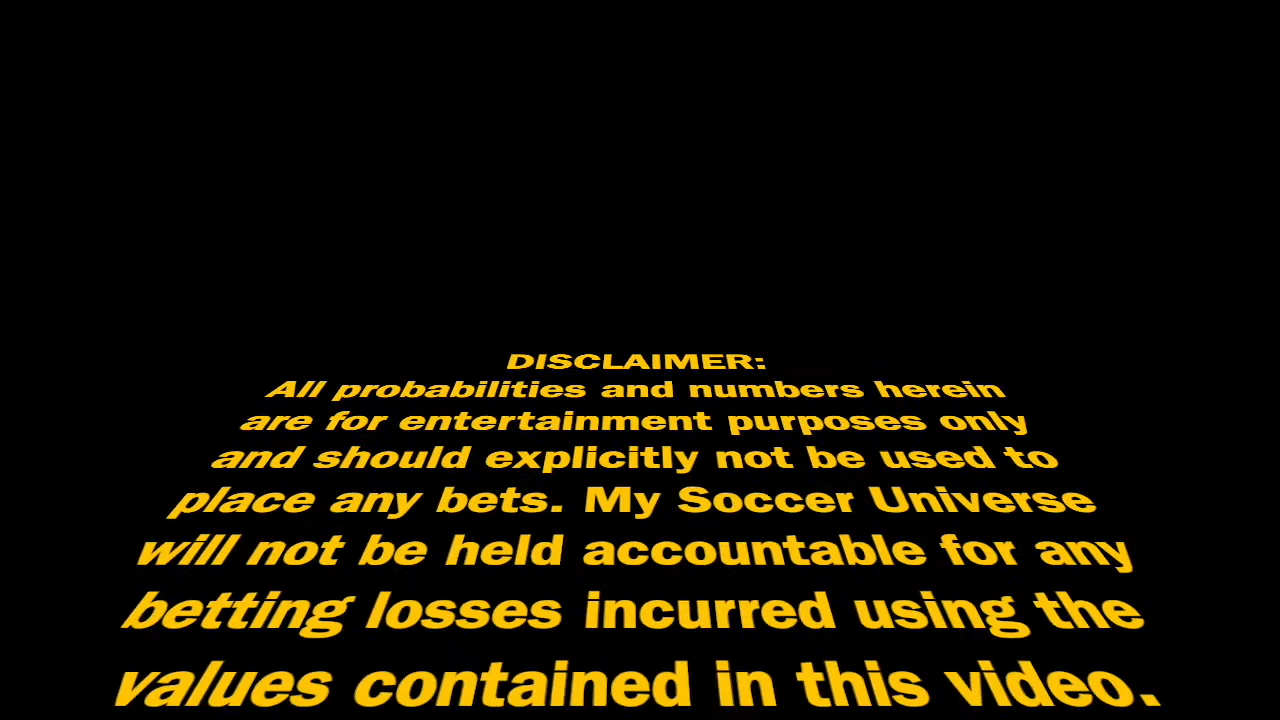 DISCLAIMER:
All probabilities and numbers herein
are for entertainment purposes only
and should explicitly not be used to
place any bets. My Soccer Universe
will not be held accountable for any
betting losses incurred using the
values contained in this video.